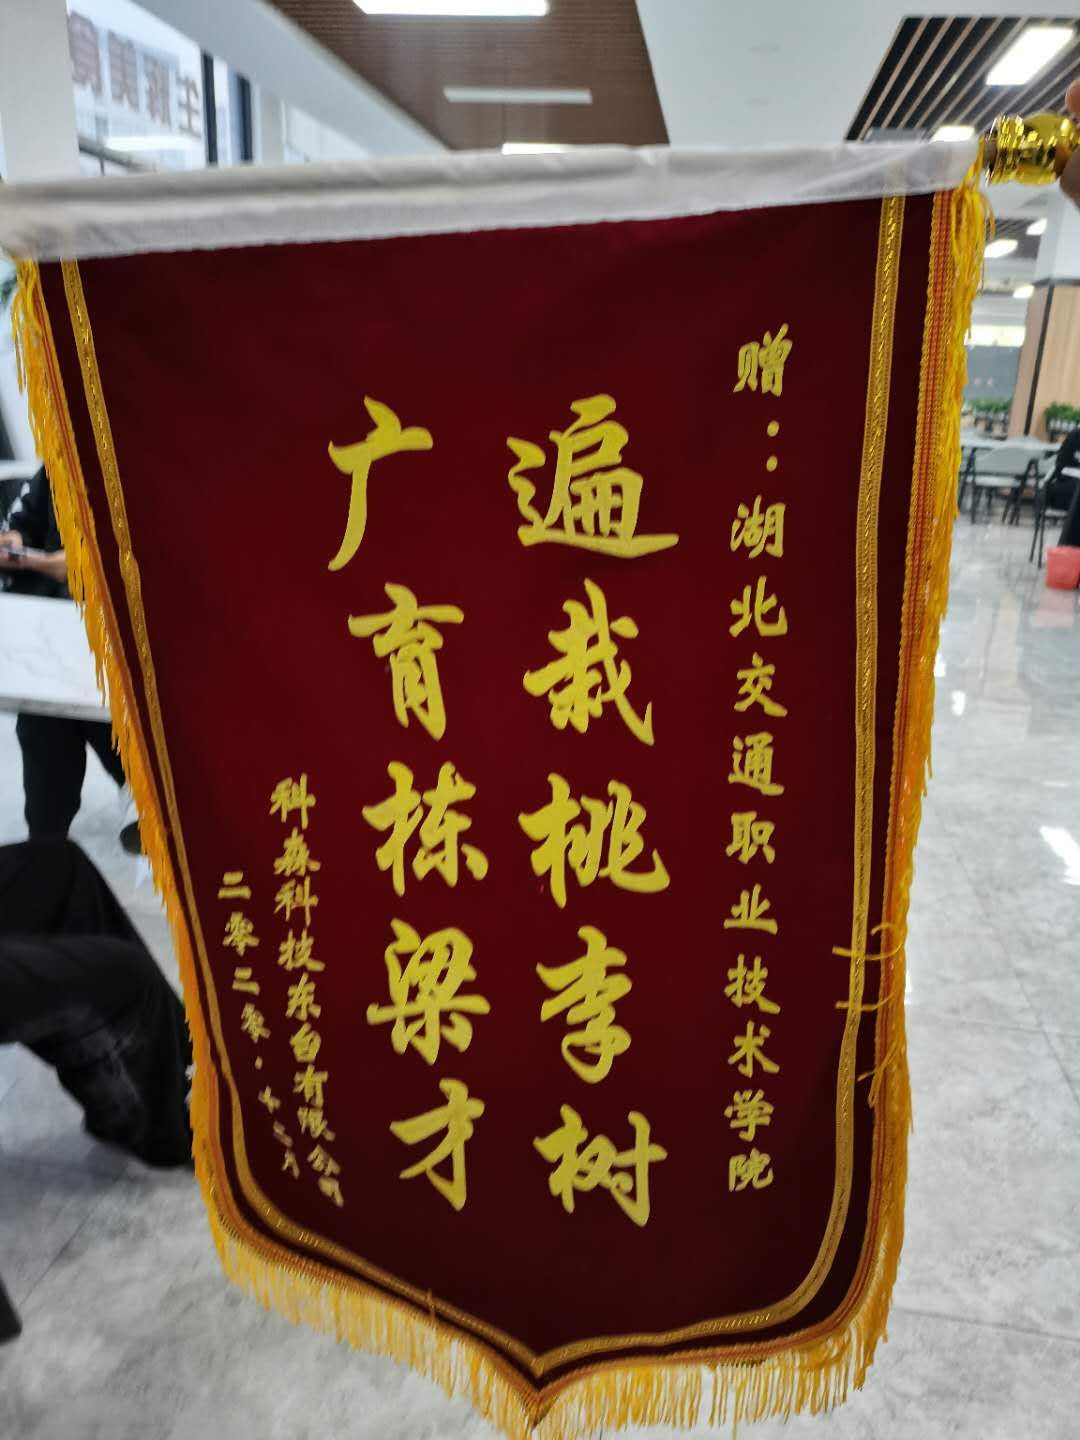 赠：湖北交通职业技术学院
遍栽桃李树
广育栋梁才
科森科技东台有限公司
二零二零.十二月